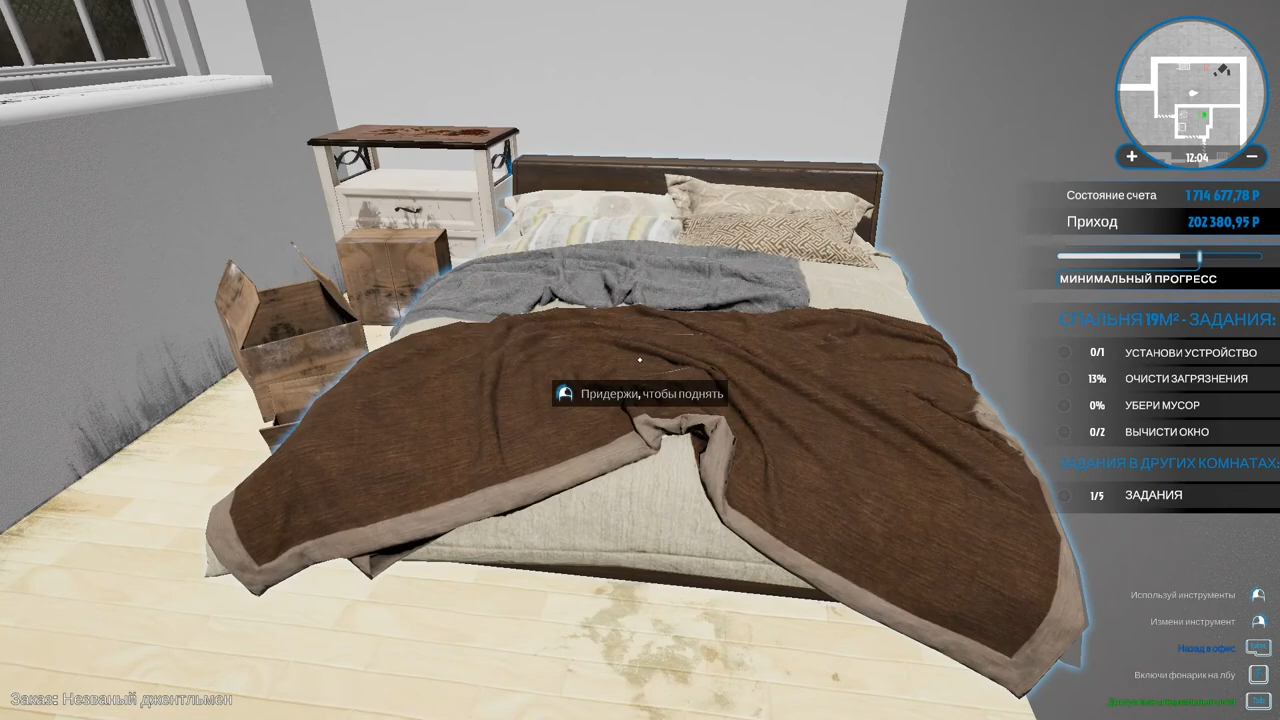 + 12:04 −
Состояние счета 1 714 677,78 Р
Приход 202 380,95 Р
МИНИМАЛЬНЫЙ ПРОГРЕСС
СПАЛЬНЯ 19М² - ЗАДАНИЯ:
0/1 УСТАНОВИ УСТРОЙСТВО
13% ОЧИСТИ ЗАГРЯЗНЕНИЯ
0% УБЕРИ МУСОР
Придержи, чтобы поднять
0/2 ВЫЧИСТИ ОКНО
ЗАДАНИЯ В ДРУГИХ КОМНАТАХ:
1/5 ЗАДАНИЯ
Используй инструменты
Измени инструмент
Назад в офис
Включи фонарик на лбу
Tab
Заказ: Незваный джентльмен